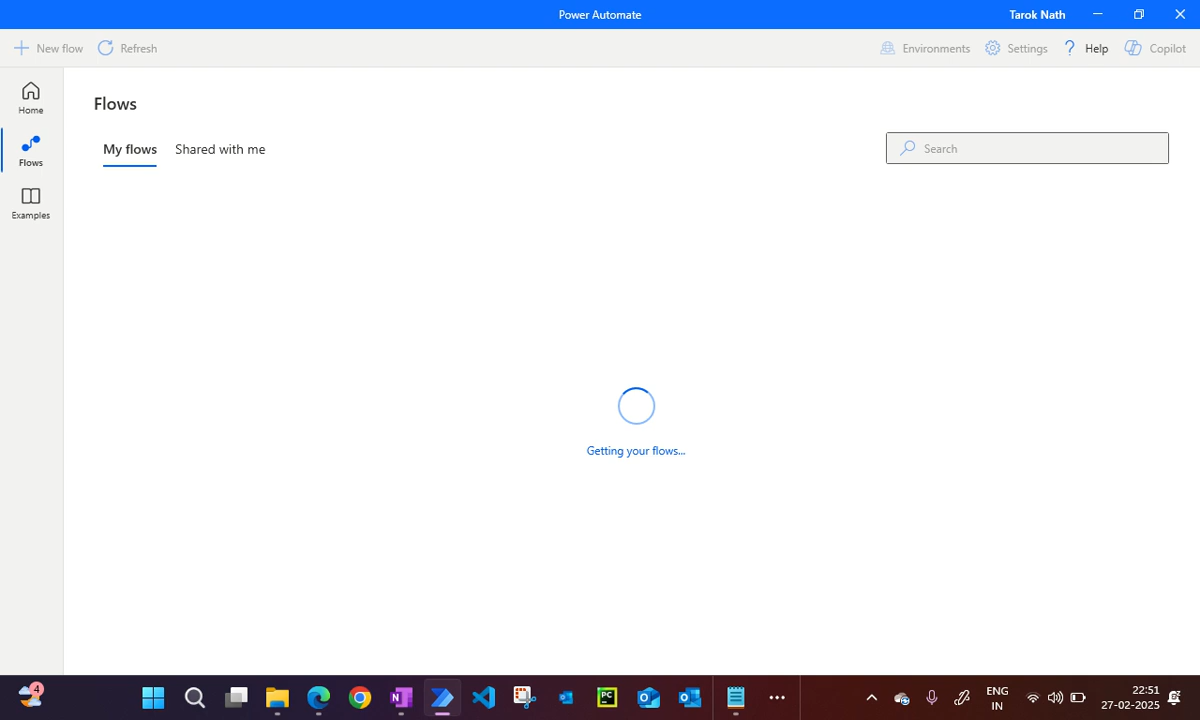 Power Automate
Tarok Nath
New flow
Refresh
Environments
Settings
? Help
Copilot
Home
Flows
Examples
Flows
My flows
Shared with me
Search
Getting your flows...
4
N
PC
ENG
IN
22:51
27-02-2025